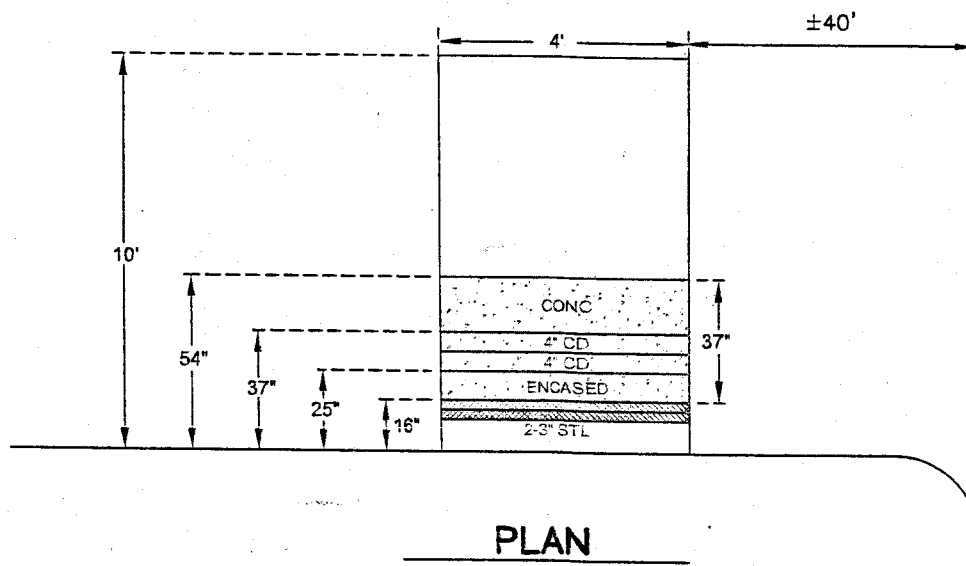 ±40'
4'
10'
CONC
4" CD
37"
54"
37"
4" CD
25"
ENCASED
16"
2-3" STL
PLAN